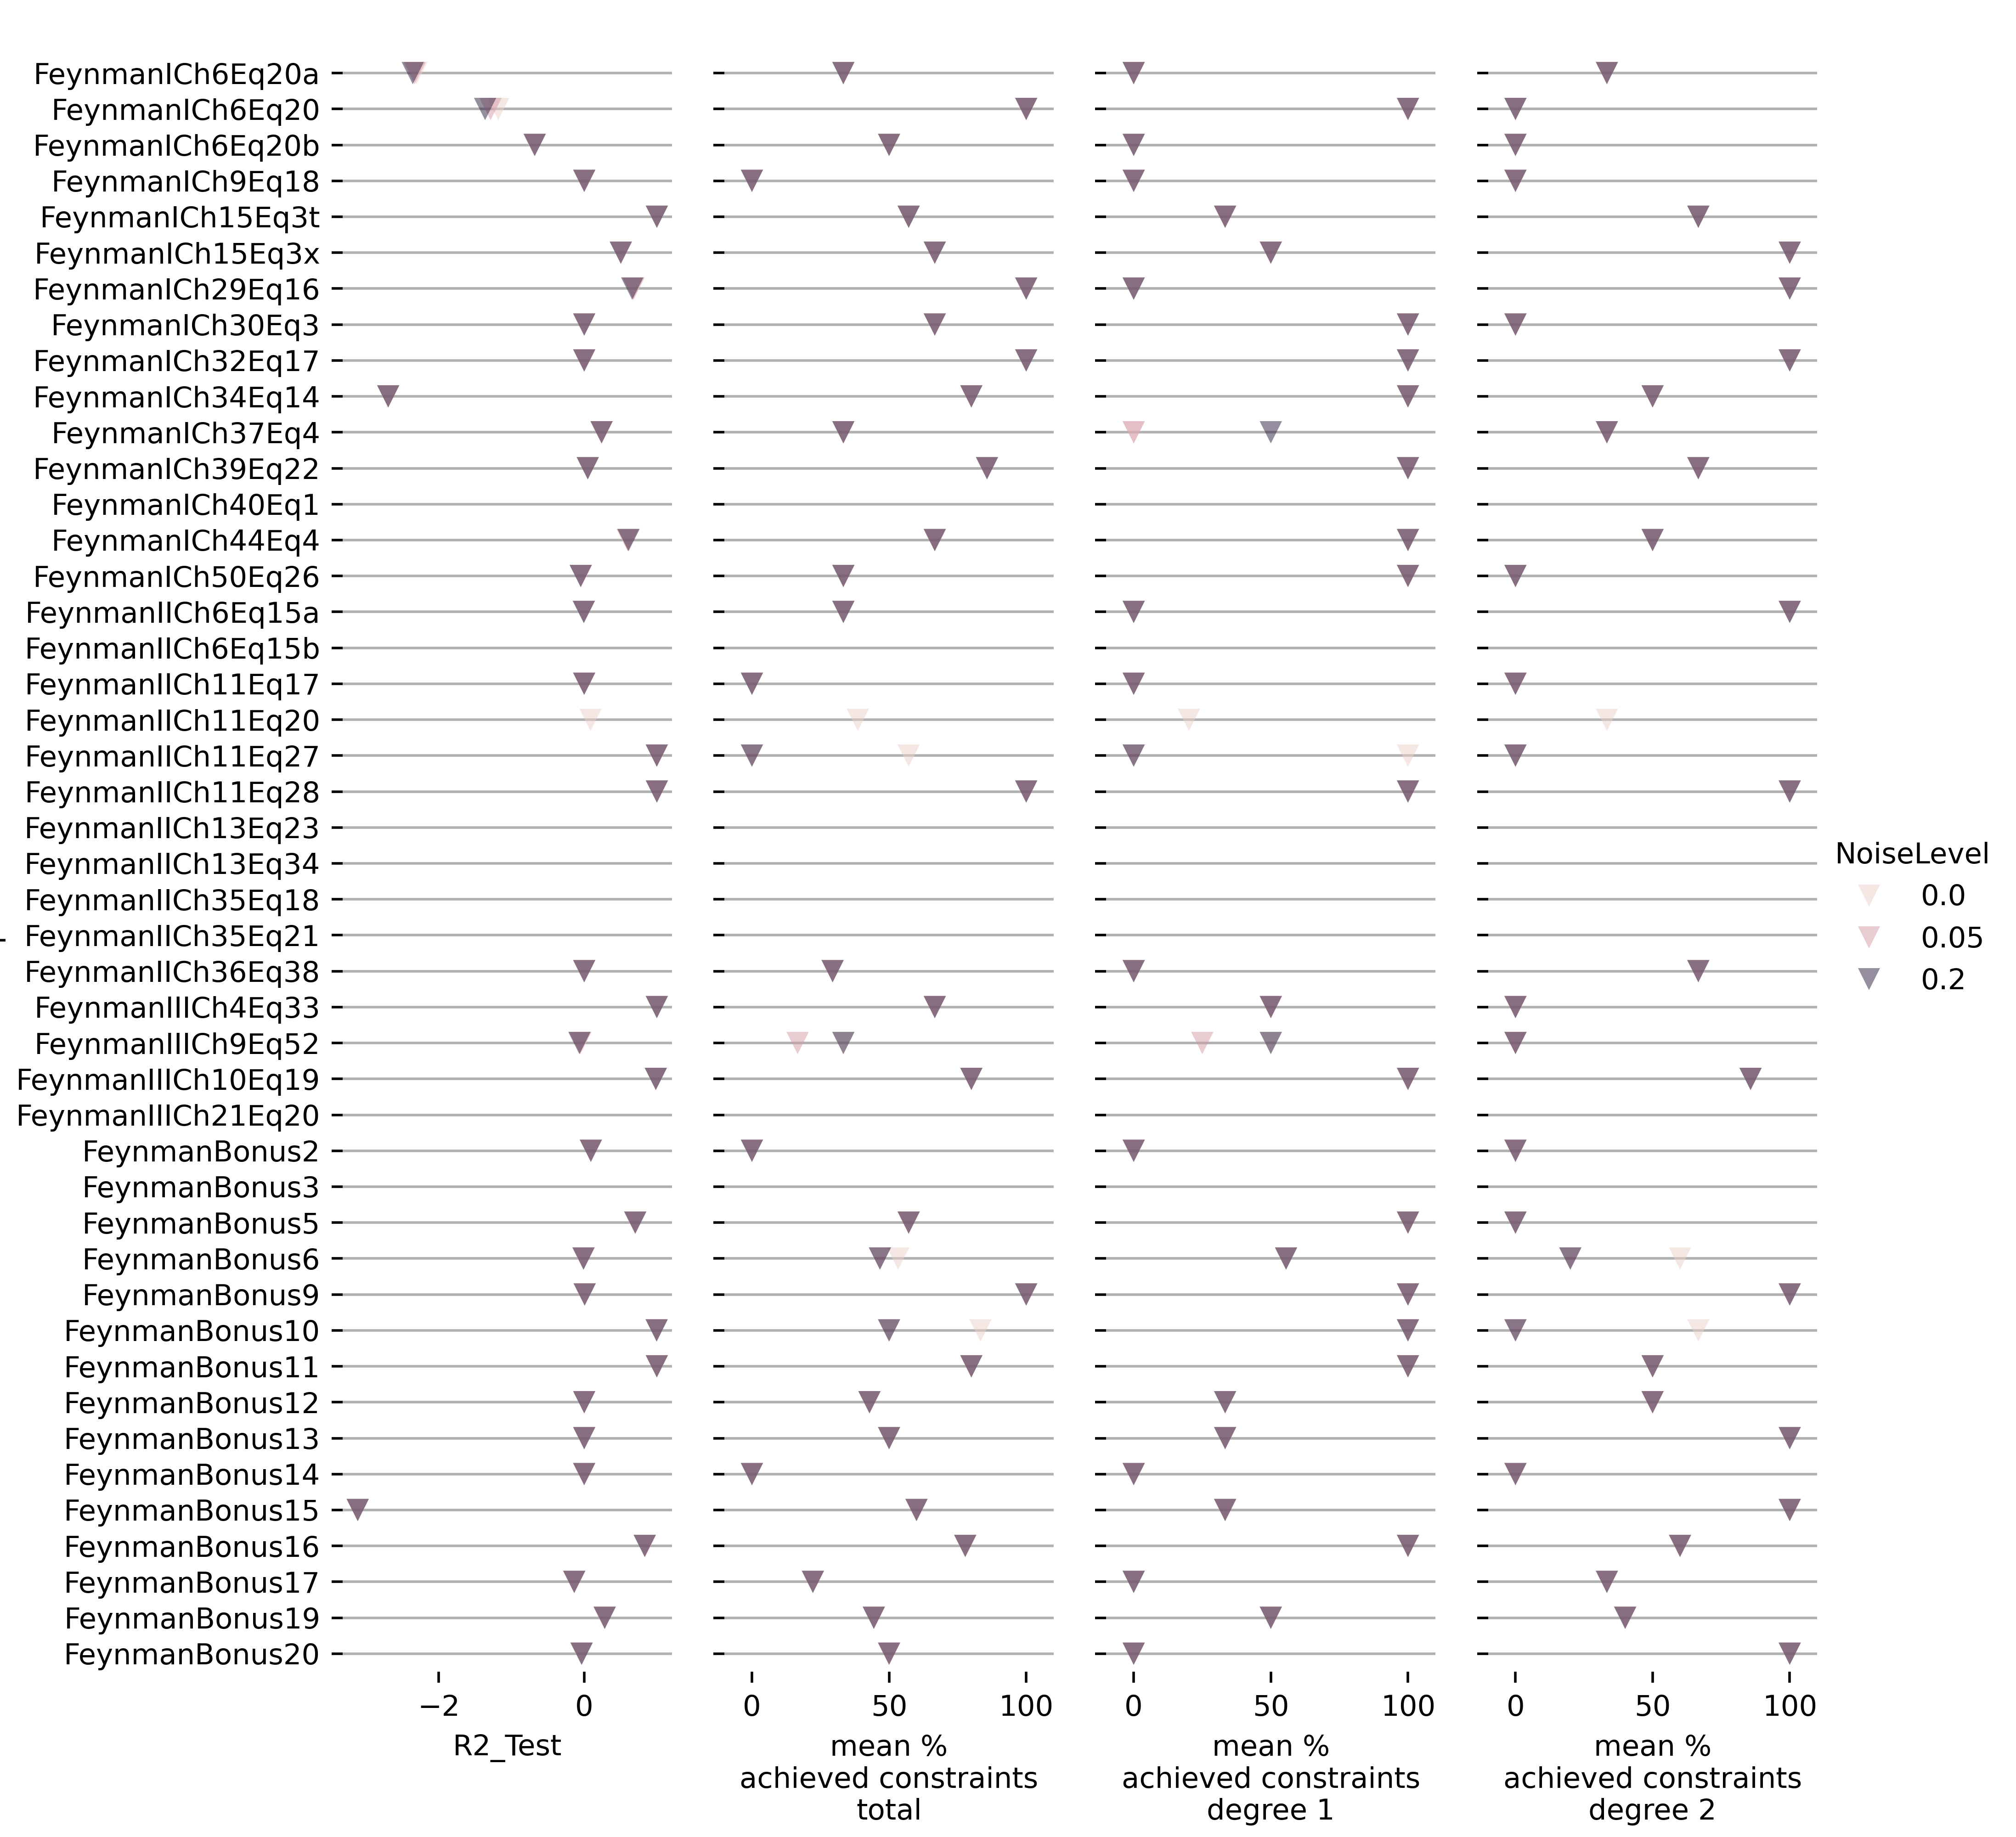 FeynmanICh6Eq20a
FeynmanICh6Eq20
FeynmanICh6Eq20b
FeynmanICh9Eq18
FeynmanICh15Eq3t
FeynmanICh15Eq3x
FeynmanICh29Eq16
FeynmanICh30Eq3
FeynmanICh32Eq17
FeynmanICh34Eq14
FeynmanICh37Eq4
FeynmanICh39Eq22
FeynmanICh40Eq1
FeynmanICh44Eq4
FeynmanICh50Eq26
FeynmanIICh6Eq15a
FeynmanIICh6Eq15b
FeynmanIICh11Eq17
FeynmanIICh11Eq20
FeynmanIICh11Eq27
FeynmanIICh11Eq28
FeynmanIICh13Eq23
FeynmanIICh13Eq34
FeynmanIICh35Eq18
FeynmanIICh35Eq21
FeynmanIICh36Eq38
FeynmanIIICh4Eq33
FeynmanIIICh9Eq52
FeynmanIIICh10Eq19
FeynmanIIICh21Eq20
FeynmanBonus2
FeynmanBonus3
FeynmanBonus5
FeynmanBonus6
FeynmanBonus9
FeynmanBonus10
FeynmanBonus11
FeynmanBonus12
FeynmanBonus13
FeynmanBonus14
FeynmanBonus15
FeynmanBonus16
FeynmanBonus17
FeynmanBonus19
FeynmanBonus20
−2 0
R2_Test
0 50 100
mean %
achieved constraints
total
0 50 100
mean %
achieved constraints
degree 1
0 50 100
mean %
achieved constraints
degree 2
NoiseLevel
0.0
0.05
0.2